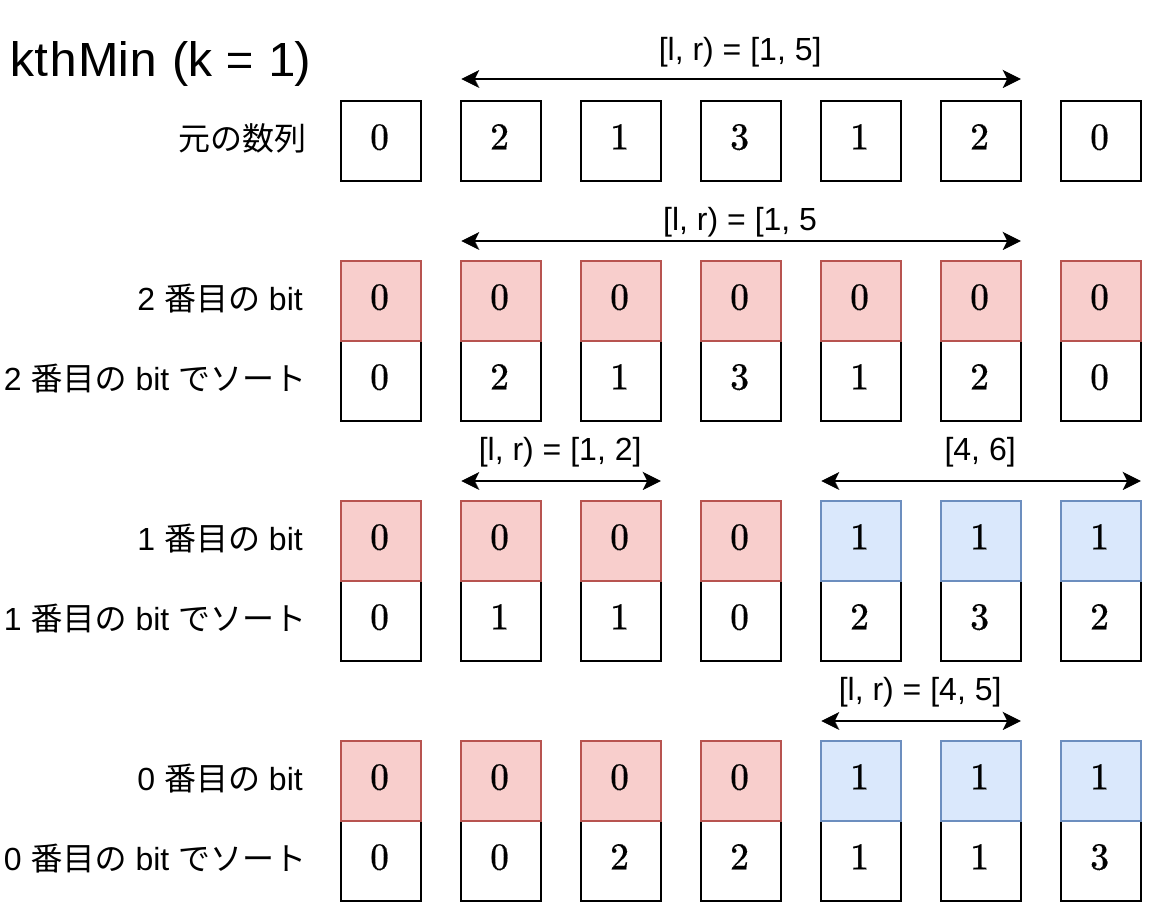 kthMin (k = 1)
[l, r) = [1, 5]
元の数列 0 2 1 3 1 2 0
[l, r) = [1, 5
2 番目の bit 0 0 0 0 0 0 0
2 番目の bit でソート 0 2 1 3 1 2 0
[l, r) = [1, 2] [4, 6]
1 番目の bit 0 0 0 0 1 1 1
1 番目の bit でソート 0 1 1 0 2 3 2
[l, r) = [4, 5]
0 番目の bit 0 0 0 0 1 1 1
0 番目の bit でソート 0 0 2 2 1 1 3